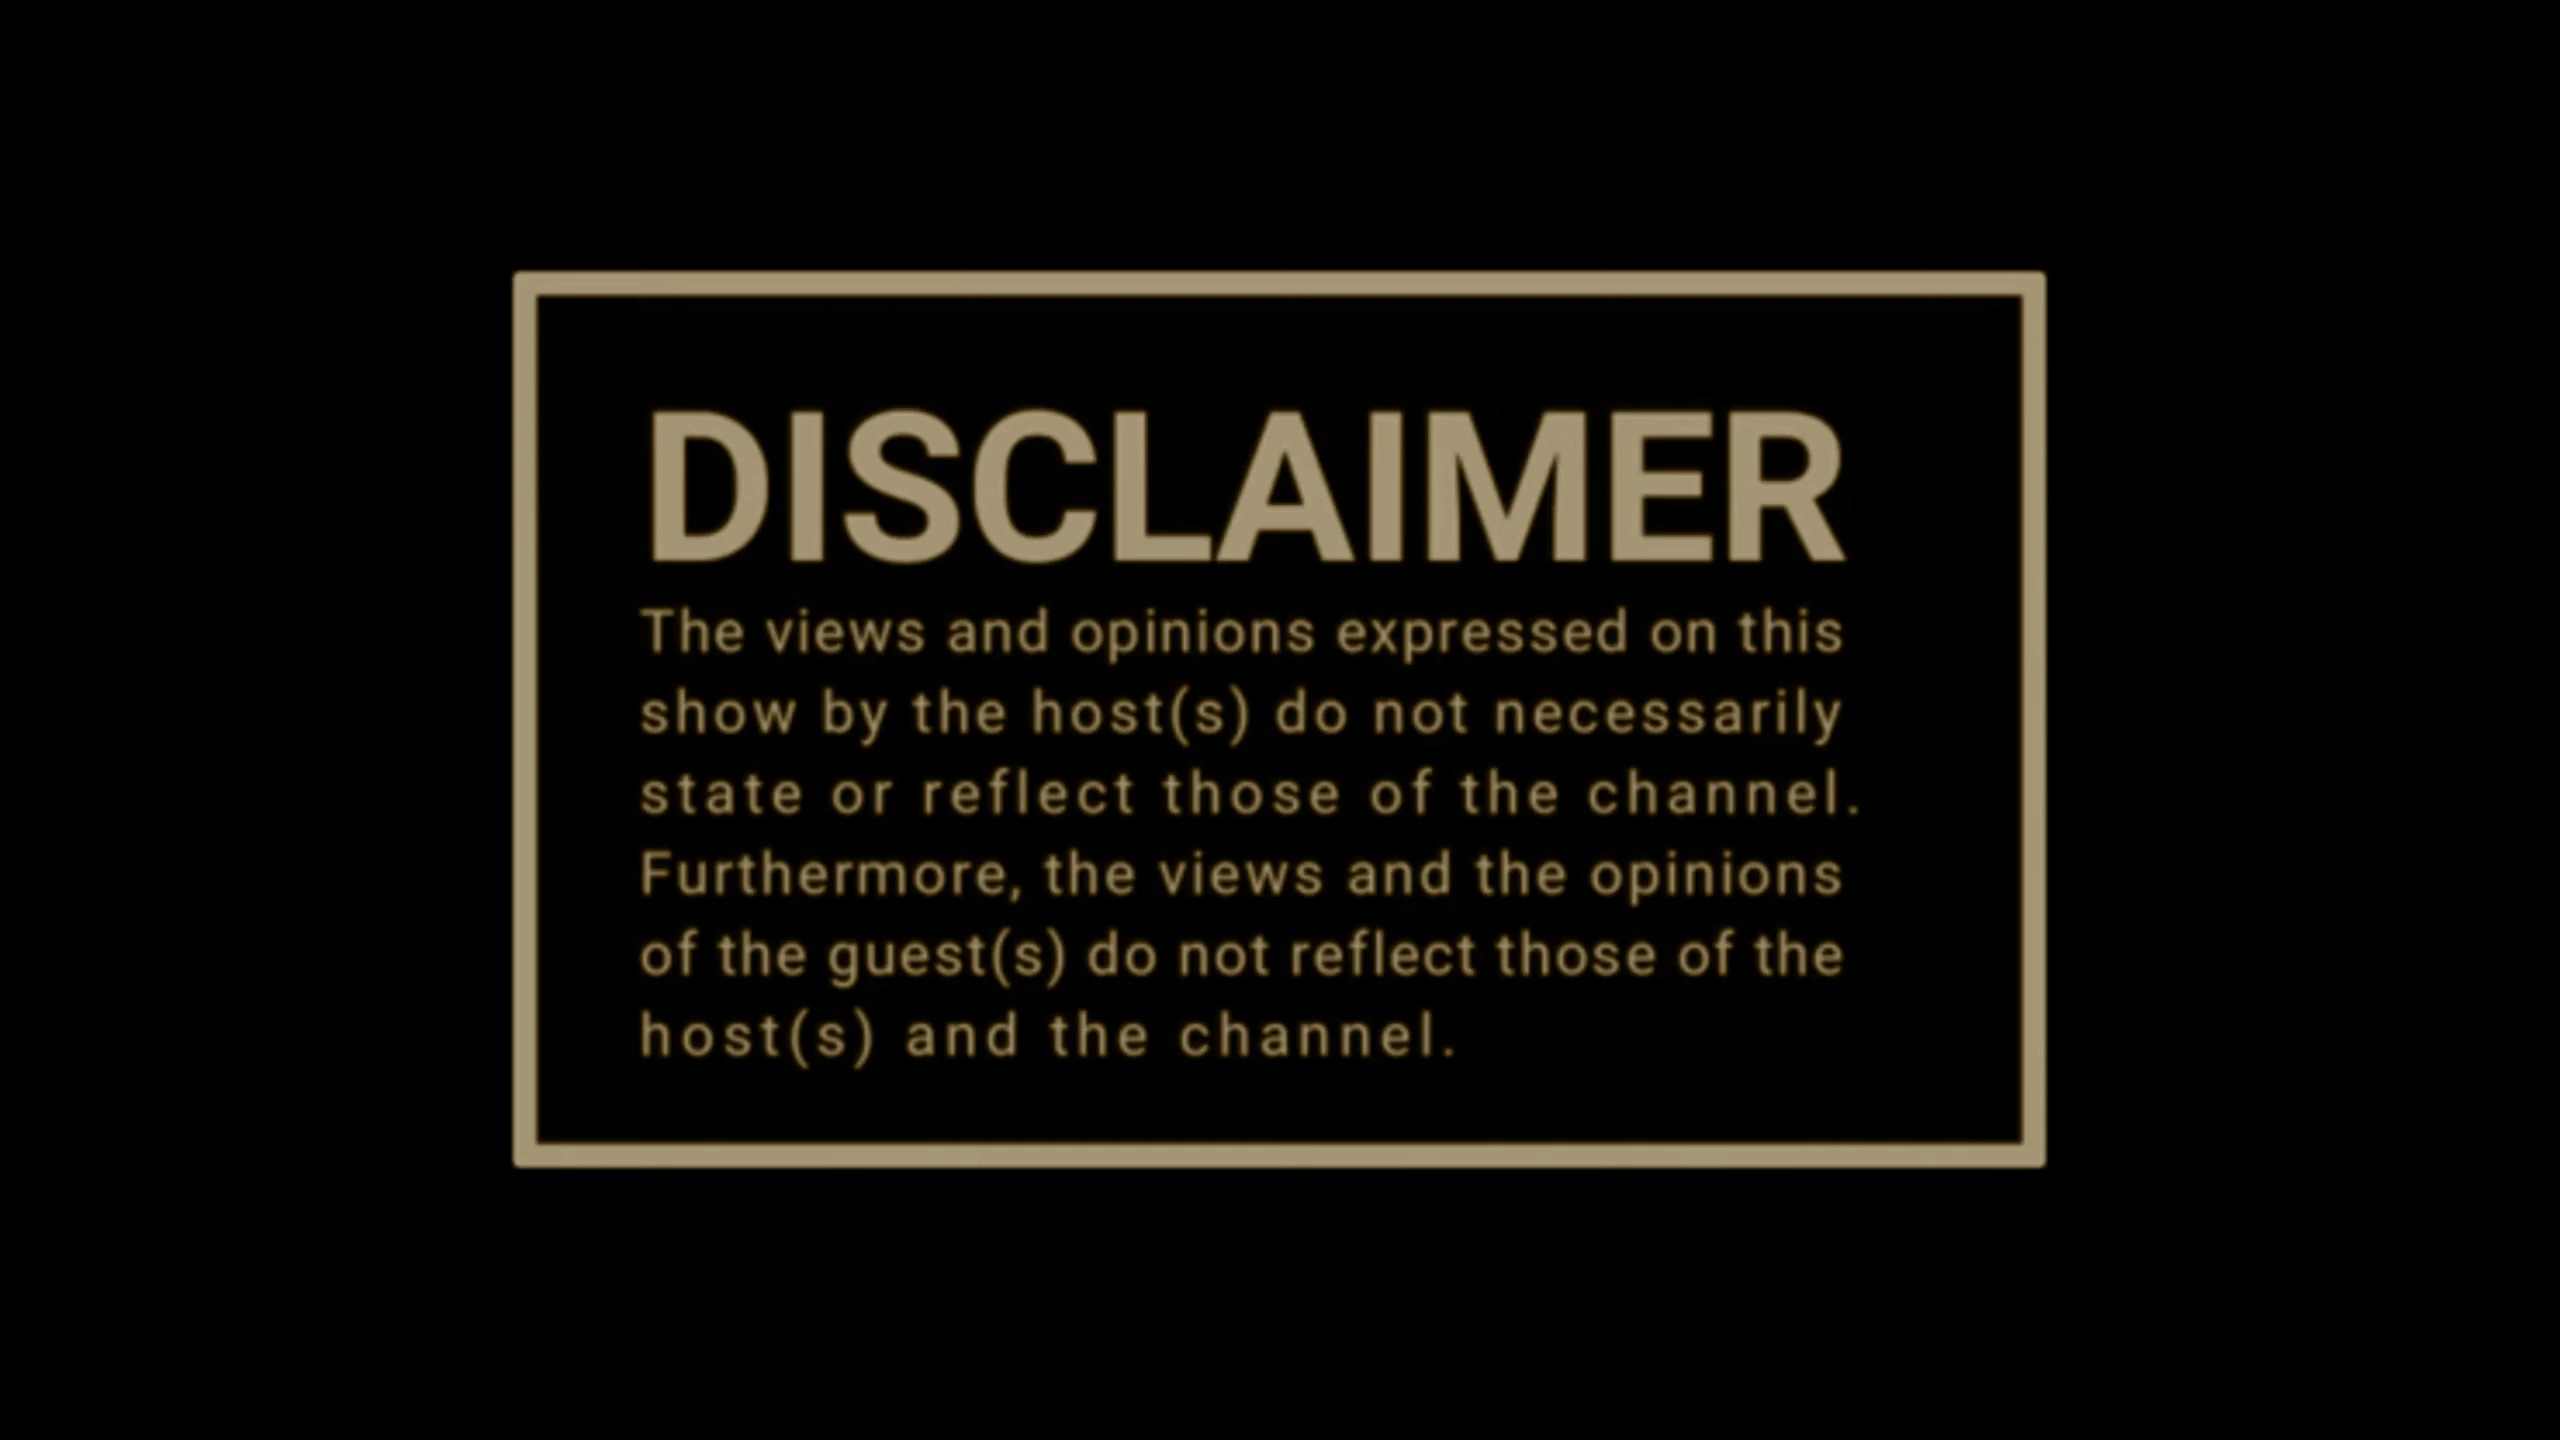 DISCLAIMER
The views and opinions expressed on this
show by the host(s) do not necessarily
state or reflect those of the channel.
Furthermore, the views and the opinions
of the guest(s) do not reflect those of the
host(s) and the channel.